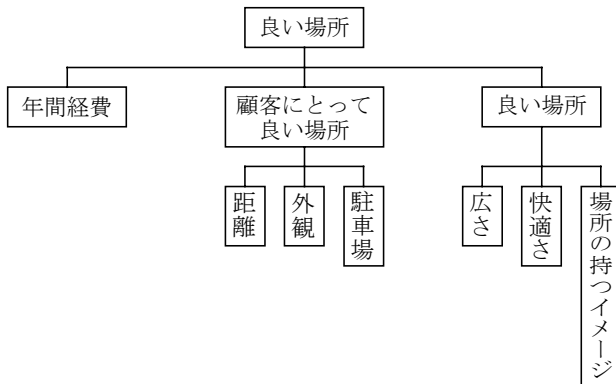 良い場所
年間経費
顧客にとって
良い場所
良い場所
距離
外観
駐車場
広さ
快適さ
場所の持つイメージ